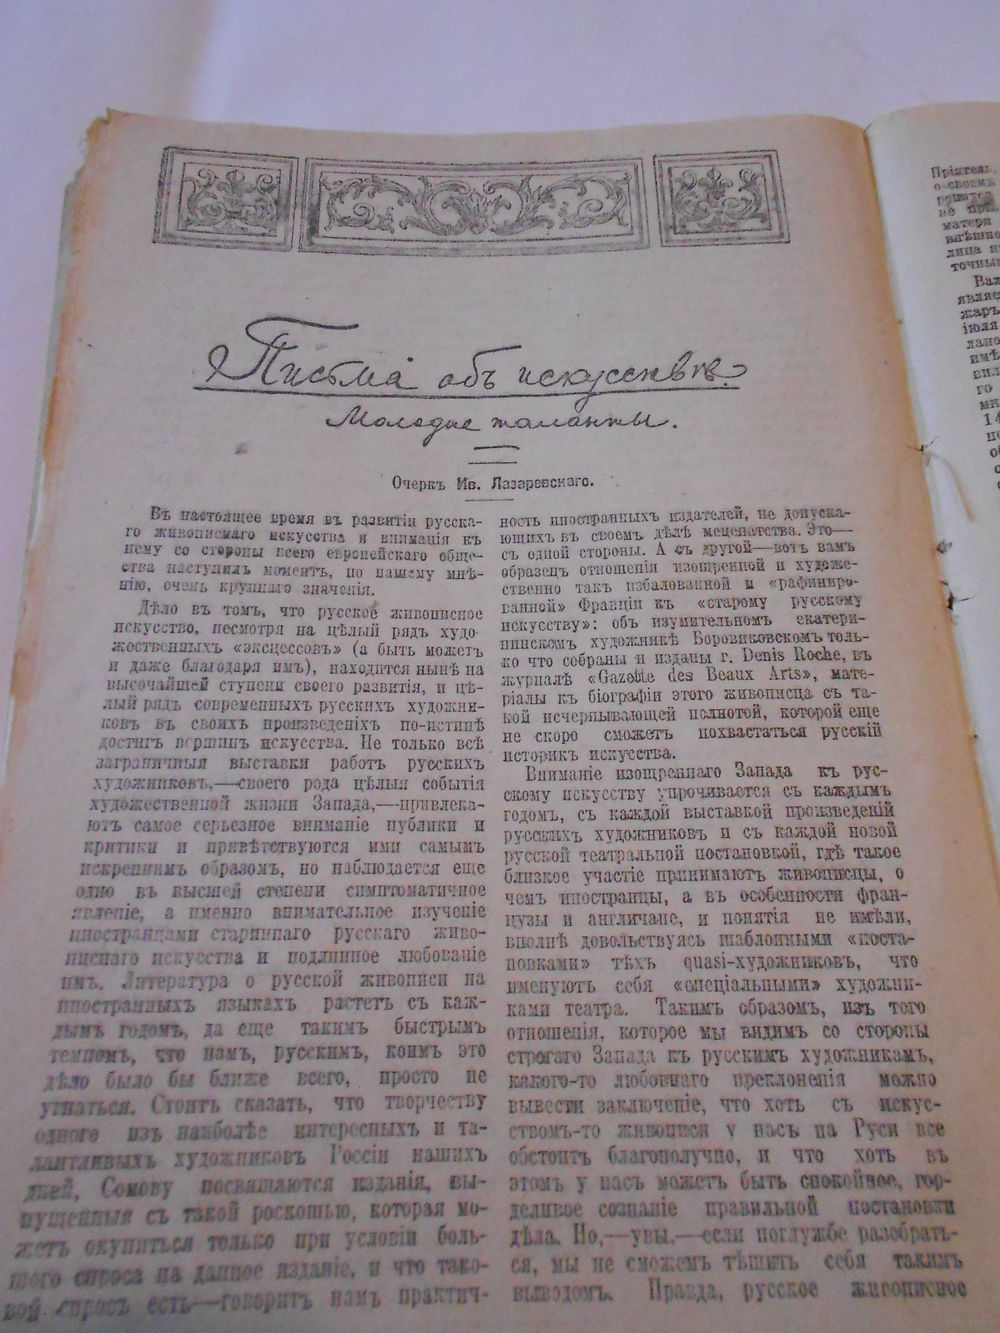 Письма объ искусствѣ.
Молодые таланты.
Очеркъ Ив. Лазаревскаго.
Въ настоящее время въ развитіи русска-
го живописнаго искусства и вниманія къ
нему со стороны всего европейскаго обще-
ства наступилъ моментъ, по нашему мнѣ-
нію, очень крупнаго значенія.
Дѣло въ томъ, что русское живописное
искусство, несмотря на цѣлый рядъ худо-
жественныхъ «эксцессовъ» (а быть можетъ
и даже благодаря имъ), находится нынѣ на
высочайшей ступени своего развитія, и цѣ-
лый рядъ современныхъ русскихъ художни-
ковъ въ своихъ произведеніхъ по-истинѣ
достигъ вершинъ искусства. Не только всѣ
заграничныя выставки работъ русскихъ
художниковъ,—своего рода цѣлыя событія
художественной жизни Запада,—привлека-
ютъ самое серьезное вниманіе публики и
критики и привѣтствуются ими самымъ
искреннимъ образомъ, но наблюдается еще
одно въ высшей степени симптоматичное
явленіе, а именно внимательное изученіе
иностранцами стариннаго русскаго живо-
писнаго искусства и подлинное любованіе
имъ. Литература о русской живописи на
иностранныхъ языкахъ растетъ съ каж-
дымъ годомъ, да еще такимъ быстрымъ
темпомъ, что намъ, русскимъ, коимъ это
дѣло было бы ближе всего, просто не
угнаться. Стоитъ сказать, что творчеству
одного изъ наиболѣе интересныхъ и та-
лантливыхъ художниковъ Россіи нашихъ
дней, Сомову посвящаются изданія, вы-
пущенныя съ такой роскошью, которая мо-
жетъ окупиться только при условіи боль-
шого спроса на данное изданіе, и что тако-
вой спросъ есть—говоритъ намъ практич-
ность иностранныхъ издателей, не допуска-
ющихъ въ своемъ дѣлѣ меценатства. Это—
съ одной стороны. А съ другой—вотъ вамъ
образецъ отношенія изощренной и художе-
ственно такъ избалованной и «рафиниро-
ванной» Франціи къ «старому русскому
искусству»: объ изумительномъ екатери-
нинскомъ художникѣ Боровиковскомъ толь-
ко что собраны и изданы г. Denis Roche, въ
журналѣ «Gazette des Beaux Arts», мате-
ріалы къ біографіи этого живописца съ та-
кой исчерпывающей полнотой, которой еще
не скоро сможетъ похвастаться русскій
историкъ искусства.
Вниманіе изощреннаго Запада къ рус-
скому искусству упрочивается съ каждымъ
годомъ, съ каждой выставкой произведеній
русскихъ художниковъ и съ каждой новой
русской театральной постановкой, гдѣ такое
близкое участіе принимаютъ живописцы, о
чемъ иностранцы, а въ особенности фран-
цузы и англичане, и понятія не имѣли,
вполнѣ довольствуясь шаблонными «поста-
новками» тѣхъ quasi-художниковъ, что
именуютъ себя «спеціальными» художни-
ками театра. Такимъ образомъ, изъ того
отношенія, которое мы видимъ со стороны
строгаго Запада къ русскимъ художникамъ,
какого-то любовнаго преклоненія можно
вывести заключеніе, что хоть съ искус-
ствомъ-то живописи у насъ на Руси все
обстоитъ благополучно, и что хоть въ
этомъ у насъ можетъ быть спокойное, гор-
деливое сознаніе правильной постановки
дѣла. Но,—увы,—если поглубже разобрать-
ся, мы не сможемъ тѣшить себя такимъ
выводомъ. Правда, русское живописное
Пріятель,
о своемъ
матери
внѣшно
точным
являе
жаръ
іюля
имѣ
вил
го
14